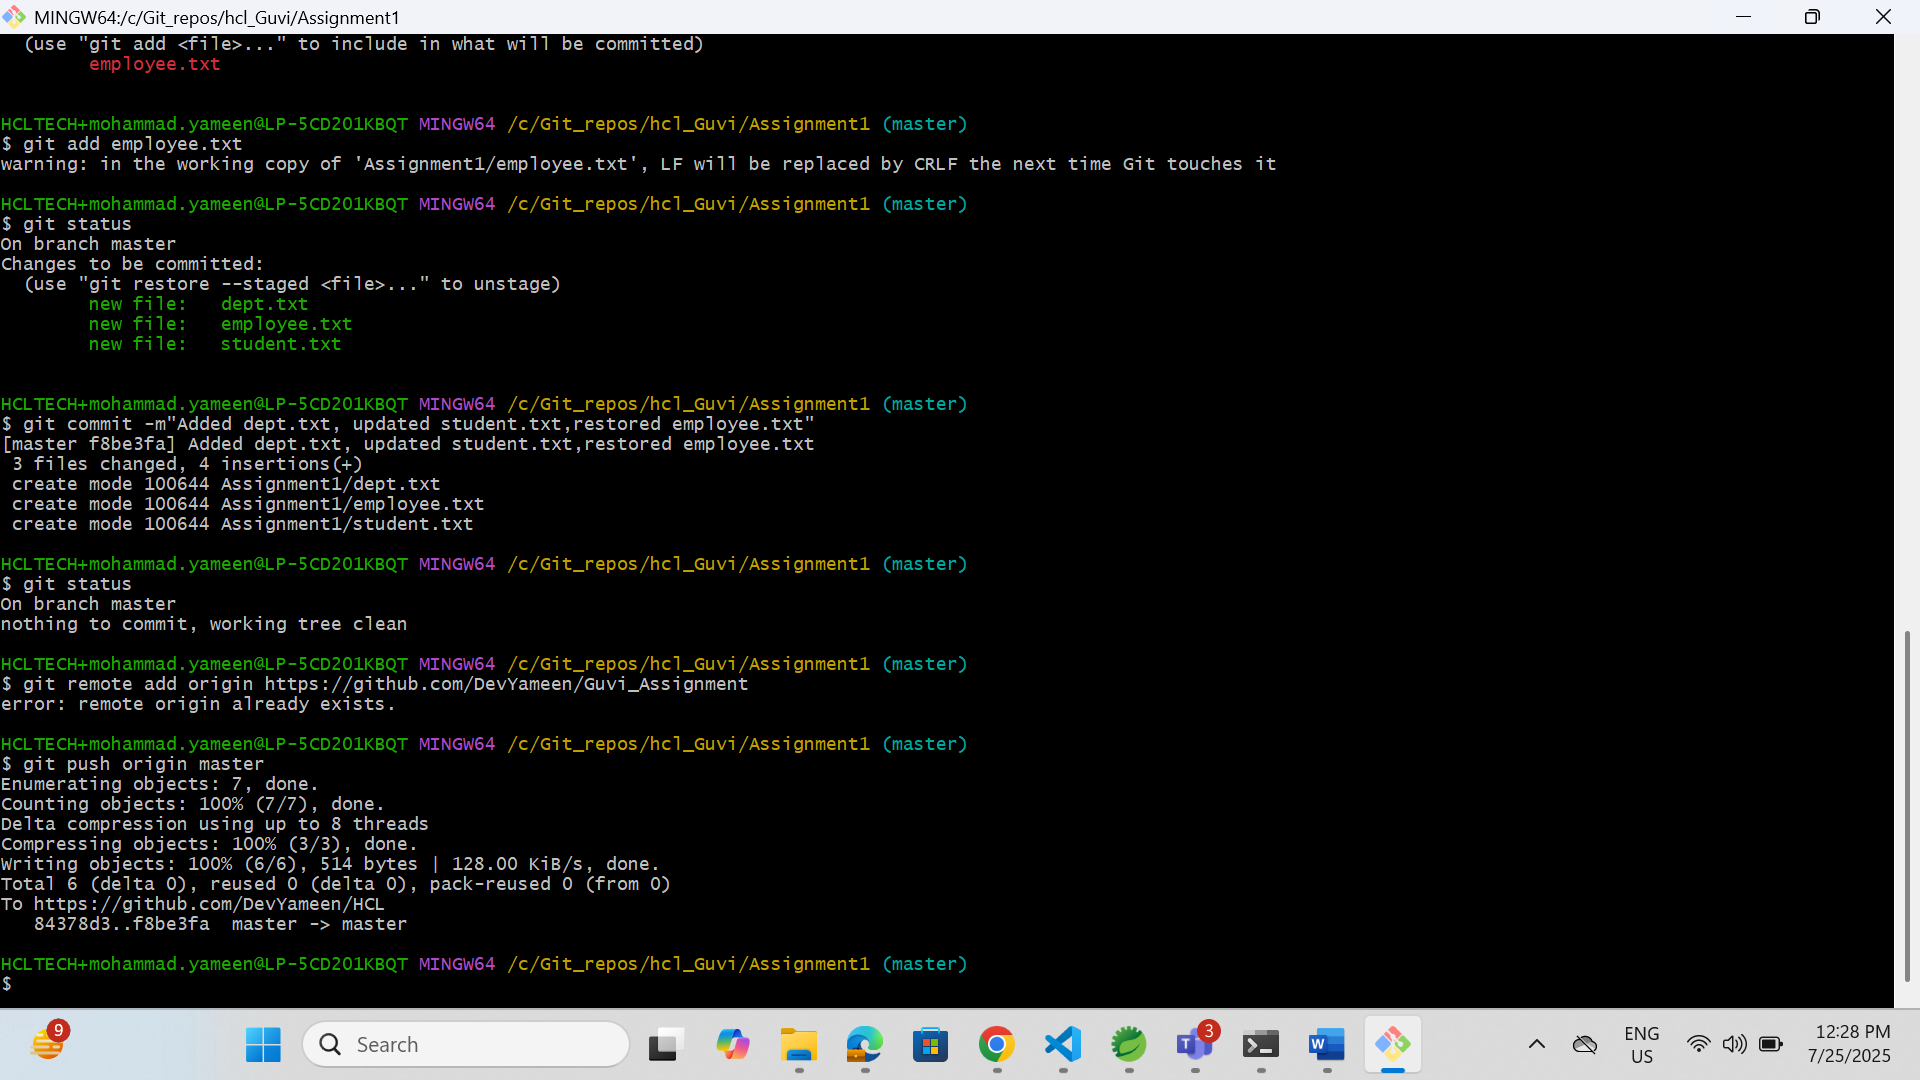 MINGW64:/c/Git_repos/hcl_Guvi/Assignment1
(use "git add <file>..." to include in what will be committed)
employee.txt
HCLTECH+mohammad.yameen@LP-5CD201KBQT MINGW64 /c/Git_repos/hcl_Guvi/Assignment1 (master)
$ git add employee.txt
warning: in the working copy of 'Assignment1/employee.txt', LF will be replaced by CRLF the next time Git touches it
HCLTECH+mohammad.yameen@LP-5CD201KBQT MINGW64 /c/Git_repos/hcl_Guvi/Assignment1 (master)
$ git status
On branch master
Changes to be committed:
(use "git restore --staged <file>..." to unstage)
new file:   dept.txt
new file:   employee.txt
new file:   student.txt
HCLTECH+mohammad.yameen@LP-5CD201KBQT MINGW64 /c/Git_repos/hcl_Guvi/Assignment1 (master)
$ git commit -m"Added dept.txt, updated student.txt,restored employee.txt"
[master f8be3fa] Added dept.txt, updated student.txt,restored employee.txt
3 files changed, 4 insertions(+)
create mode 100644 Assignment1/dept.txt
create mode 100644 Assignment1/employee.txt
create mode 100644 Assignment1/student.txt
HCLTECH+mohammad.yameen@LP-5CD201KBQT MINGW64 /c/Git_repos/hcl_Guvi/Assignment1 (master)
$ git status
On branch master
nothing to commit, working tree clean
HCLTECH+mohammad.yameen@LP-5CD201KBQT MINGW64 /c/Git_repos/hcl_Guvi/Assignment1 (master)
$ git remote add origin https://github.com/DevYameen/Guvi_Assignment
error: remote origin already exists.
HCLTECH+mohammad.yameen@LP-5CD201KBQT MINGW64 /c/Git_repos/hcl_Guvi/Assignment1 (master)
$ git push origin master
Enumerating objects: 7, done.
Counting objects: 100% (7/7), done.
Delta compression using up to 8 threads
Compressing objects: 100% (3/3), done.
Writing objects: 100% (6/6), 514 bytes | 128.00 KiB/s, done.
Total 6 (delta 0), reused 0 (delta 0), pack-reused 0 (from 0)
To https://github.com/DevYameen/HCL
84378d3..f8be3fa  master -> master
HCLTECH+mohammad.yameen@LP-5CD201KBQT MINGW64 /c/Git_repos/hcl_Guvi/Assignment1 (master)
$
9
Search
T
3
W
ENG
US
12:28 PM
7/25/2025